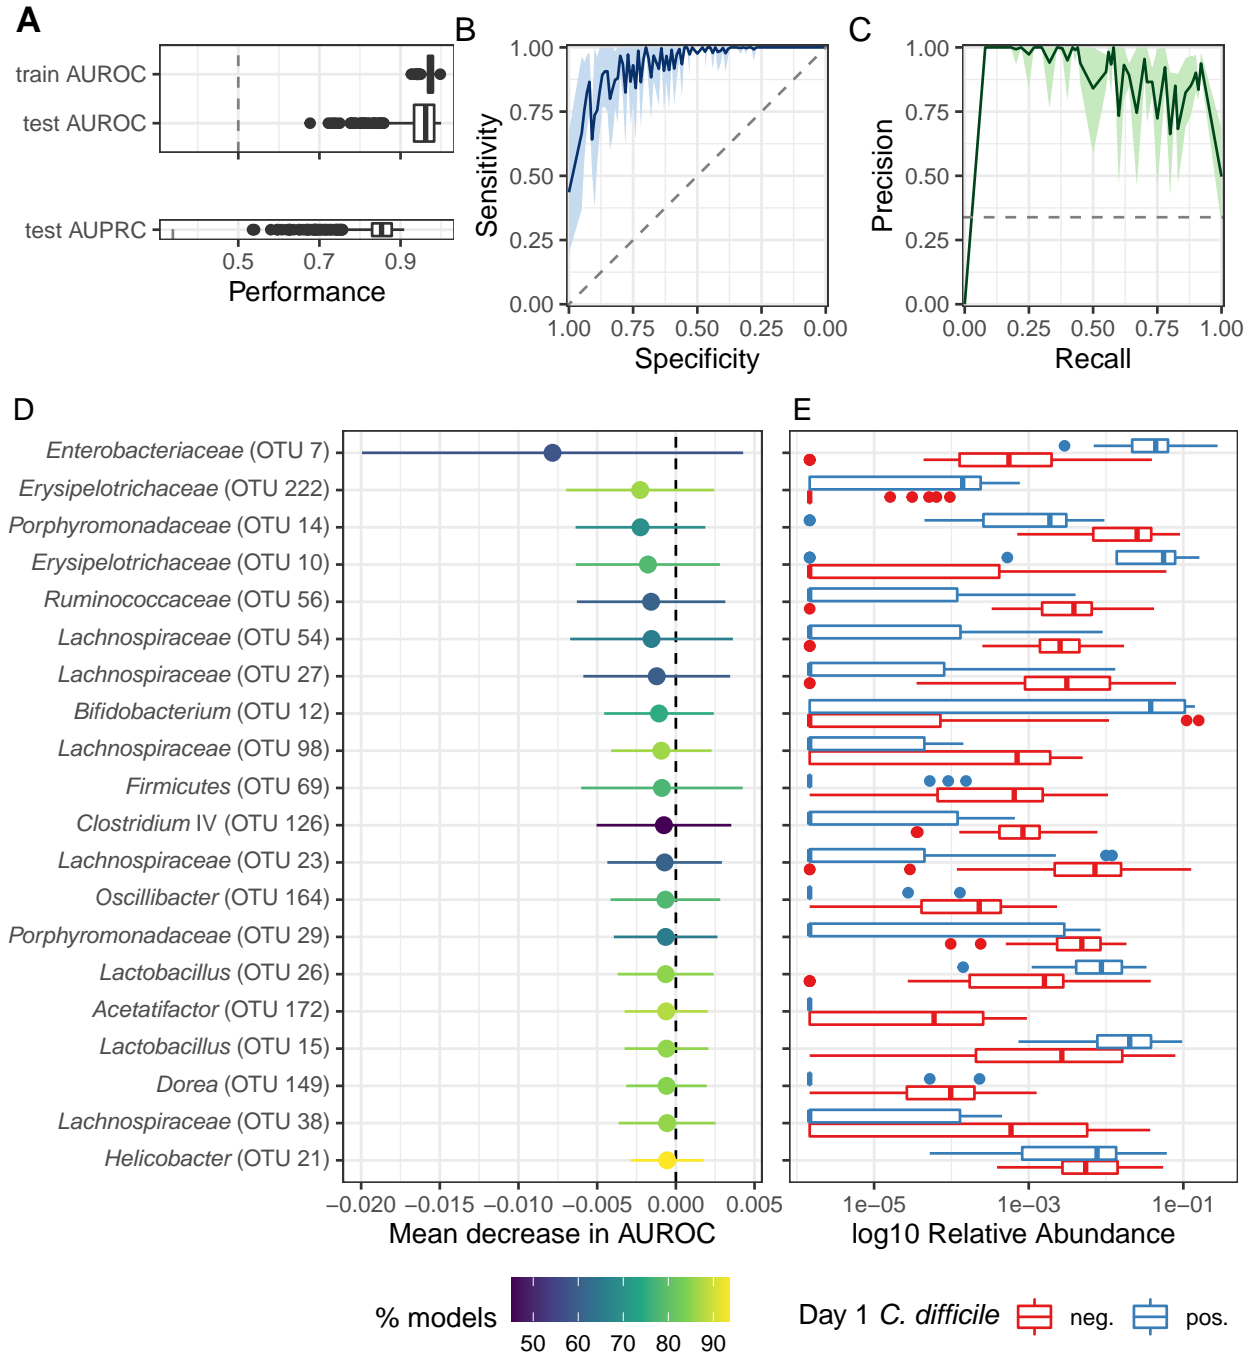 A
train AUROC
test AUROC
test AUPRC
0.5 0.7 0.9
Performance
B
Sensitivity
1.00
0.75
0.50
0.25
0.00
1.00 0.75 0.50 0.25 0.00
Specificity
C
Precision
1.00
0.75
0.50
0.25
0.00
0.00 0.25 0.50 0.75 1.00
Recall
D
Enterobacteriaceae (OTU 7)
Erysipelotrichaceae (OTU 222)
Porphyromonadaceae (OTU 14)
Erysipelotrichaceae (OTU 10)
Ruminococcaceae (OTU 56)
Lachnospiraceae (OTU 54)
Lachnospiraceae (OTU 27)
Bifidobacterium (OTU 12)
Lachnospiraceae (OTU 98)
Firmicutes (OTU 69)
Clostridium IV (OTU 126)
Lachnospiraceae (OTU 23)
Oscillibacter (OTU 164)
Porphyromonadaceae (OTU 29)
Lactobacillus (OTU 26)
Acetatifactor (OTU 172)
Lactobacillus (OTU 15)
Dorea (OTU 149)
Lachnospiraceae (OTU 38)
Helicobacter (OTU 21)
−0.020 −0.015 −0.010 −0.005 0.000 0.005
Mean decrease in AUROC
E
1e−05 1e−03 1e−01
log10 Relative Abundance
% models
50 60 70 80 90
Day 1 C. difficile neg. pos.